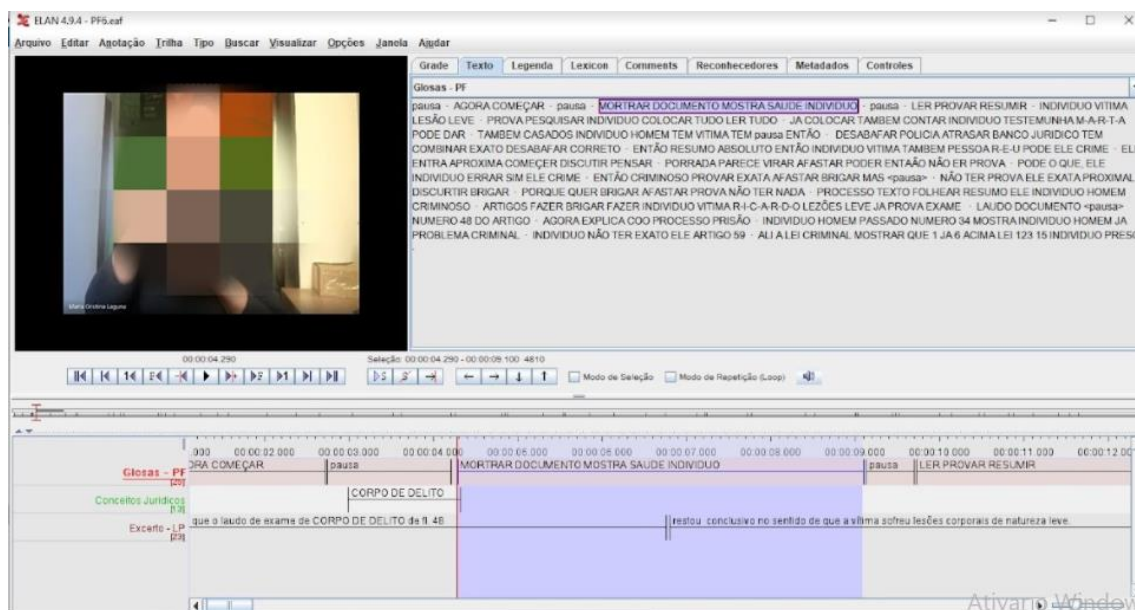 ELAN 4.9.4 - PF6.eaf
Arquivo Editar Anotação Trilha Tipo Buscar Visualizar Opções Janela Ajudar
Grade Texto Legenda Lexicon Comments Reconhecedores Metadados Controles
Glosas - PF
pausa - AGORA COMEÇAR - pausa - MORTRAR DOCUMENTO MOSTRA SAUDE INDIVIDUO - pausa - LER PROVAR RESUMIR - INDIVIDUO VITIMA
LESÃO LEVE - PROVA PESQUISAR INDIVIDUO COLOCAR TUDO LER TUDO - JA COLOCAR TAMBEM CONTAR INDIVIDUO TESTEMUNHA M-A-R-T-A
PODE DAR - TAMBEM CASADOS INDIVIDUO HOMEM TEM VITIMA TEM pausa ENTÃO - DESABAFAR POLICIA ATRASAR BANCO JURIDICO TEM
COMBINAR EXATO DESABAFAR CORRETO - ENTÃO RESUMO ABSOLUTO ENTÃO INDIVIDUO VITIMA TAMBEM PESSOA R-E-U PODE ELE CRIME - EL
ENTRA APROXIMA COMEÇER DISCUTIR PENSAR - PORRADA PARECE VIRAR AFASTAR PODER ENTAÃO NÃO ER PROVA - PODE O QUE, ELE
INDIVIDUO ERRAR SIM ELE CRIME - ENTÃO CRIMINOSO PROVAR EXATA AFASTAR BRIGAR MAS <pausa> - NÃO TER PROVA ELE EXATA PROXIMAL
DISCURTIR BRIGAR - PORQUE QUER BRIGAR AFASTAR PROVA NÃO TER NADA - PROCESSO TEXTO FOLHEAR RESUMO ELE INDIVIDUO HOMEM
CRIMINOSO - ARTIGOS FAZER BRIGAR FAZER INDIVIDUO VITIMA R-I-C-A-R-D-O LEZÕES LEVE JA PROVA EXAME - LAUDO DOCUMENTO <pausa>
NUMERO 48 DO ARTIGO - AGORA EXPLICA COO PROCESSO PRISÃO - INDIVIDUO HOMEM PASSADO NUMERO 34 MOSTRA INDIVIDUO HOMEM JA
PROBLEMA CRIMINAL - INDIVIDUO NÃO TER EXATO ELE ARTIGO 59 - ALI A LEI CRIMINAL MOSTRAR QUE 1 JA 6 ACIMA LEI 123 15 INDIVIDUO PRESC
Maria Cristina Laguna
00:00:04.290 Seleção: 00:00:04.290 - 00:00:09.100 4810
Modo de Seleção Modo de Repetição (Loop)
.000 00:00:02.000 00:00:03.000 00:00:04.000 00:00:05.000 00:00:06.000 00:00:07.000 00:00:08.000 00:00:09.000 00:00:10.000 00:00:11.000 00:00:12.00
Glosas - PF ORA COMEÇAR pausa MORTRAR DOCUMENTO MOSTRA SAUDE INDIVIDUO pausa LER PROVAR RESUMIR
Conceitos Jurídicos CORPO DE DELITO
Excerto - LP que o laudo de exame de CORPO DE DELITO de fl. 48 restou conclusivo no sentido de que a vítima sofreu lesões corporais de natureza leve.
[23]
Ativar o Window